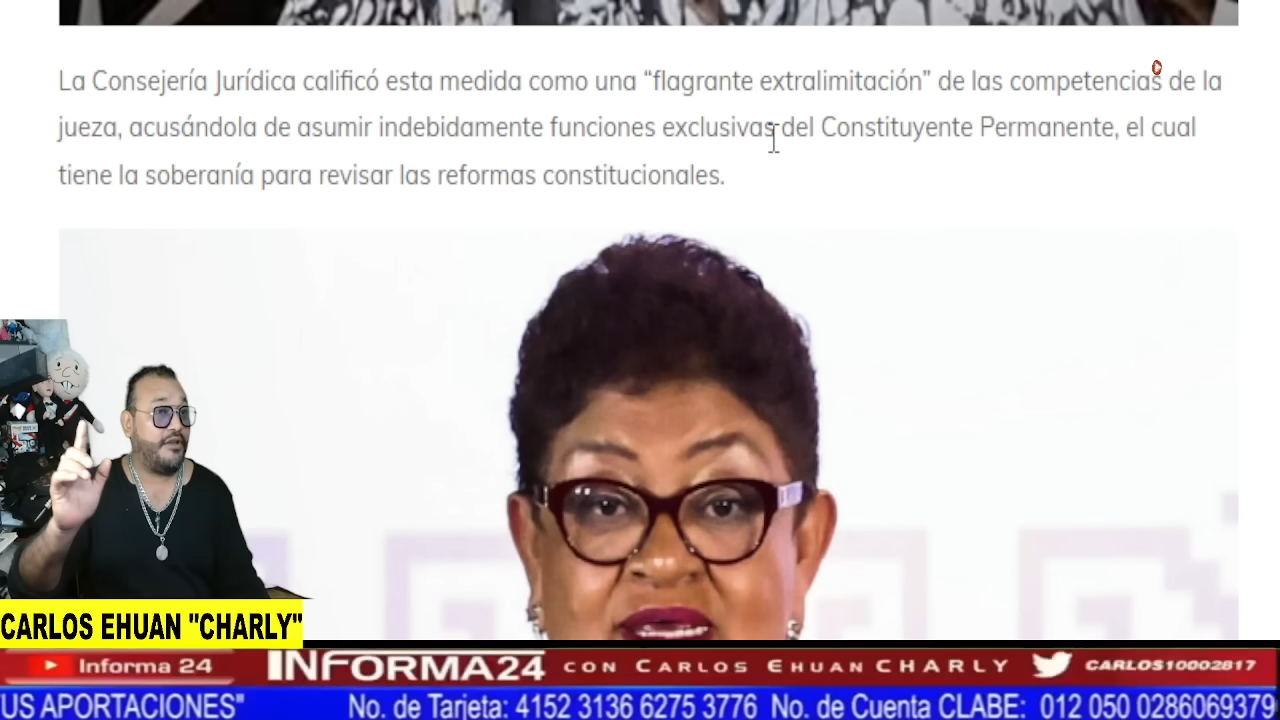 La Consejería Jurídica calificó esta medida como una “flagrante extralimitación” de las competencias de la
jueza, acusándola de asumir indebidamente funciones exclusivas del Constituyente Permanente, el cual
tiene la soberanía para revisar las reformas constitucionales.
CARLOS EHUAN "CHARLY"
Informa 24 INFORMA24 CON CARLOS EHUAN CHARLY CARLOS10002817
US APORTACIONES" No. de Tarjeta: 4152 3136 6275 3776 No. de Cuenta CLABE: 012 050 0286069379